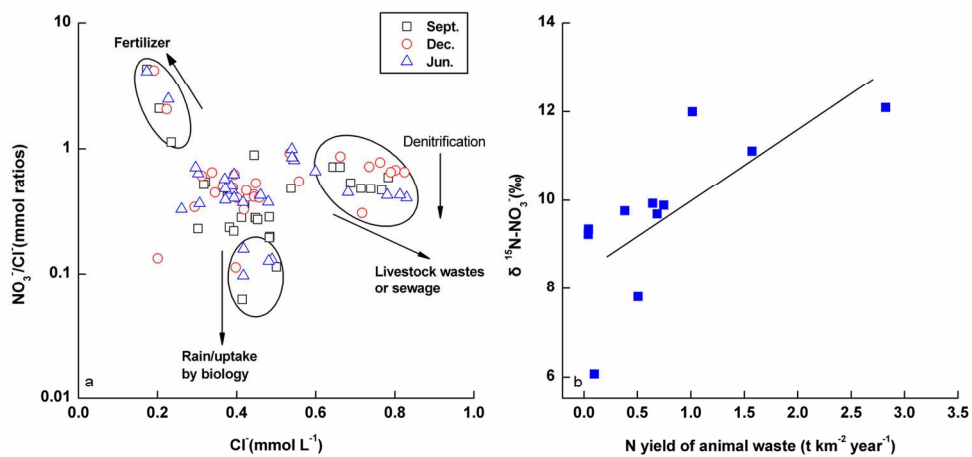 10
1
0.1
0.01
NO₃⁻/Cl⁻(mmol ratios)
Fertilizer
Sept.
Dec.
Jun.
Denitrification
Livestock wastes
or sewage
Rain/uptake
by biology
a
0.0
0.2
0.4
0.6
0.8
1.0
Cl⁻(mmol L⁻¹)
14
12
10
8
6
δ ¹⁵N-NO₃⁻(‰)
b
0.0
0.5
1.0
1.5
2.0
2.5
3.0
3.5
N yield of animal waste (t km⁻² year⁻¹)